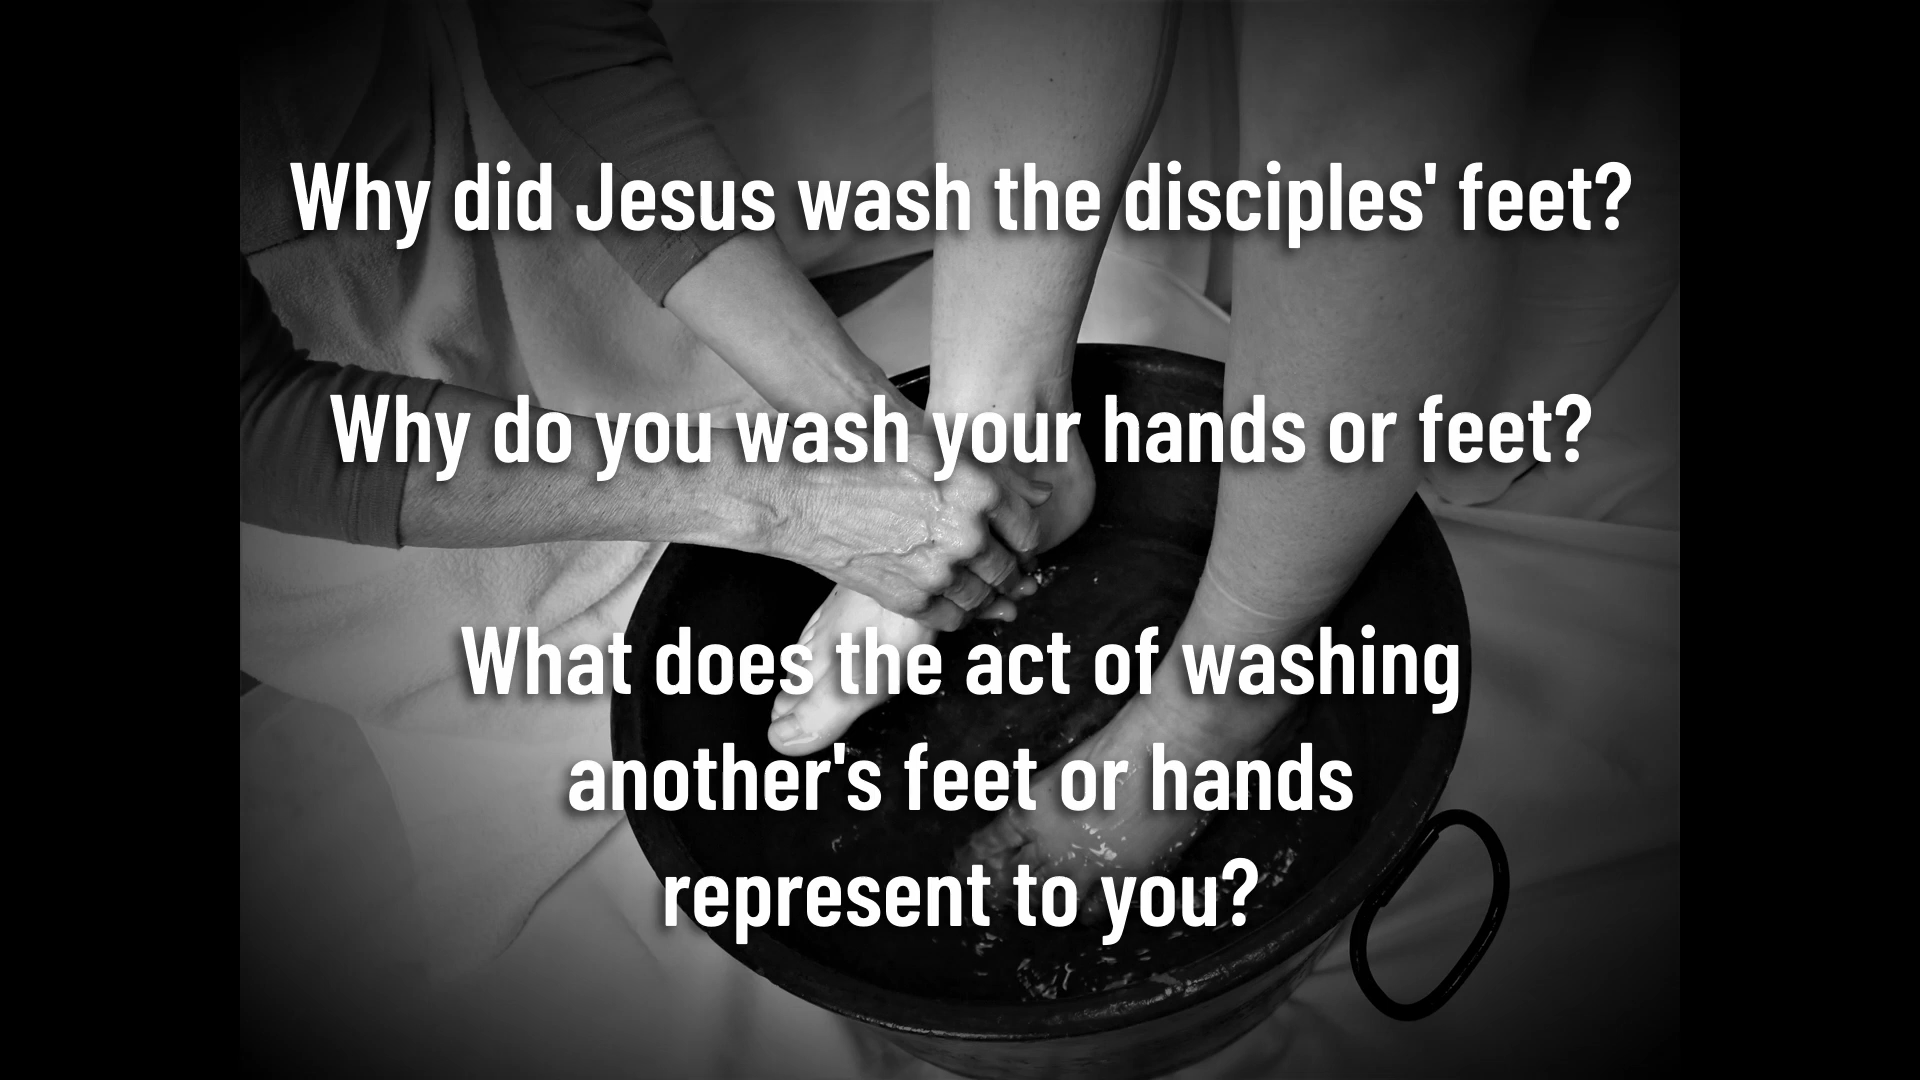 Why did Jesus wash the disciples' feet?
Why do you wash your hands or feet?
What does the act of washing
another's feet or hands
represent to you?